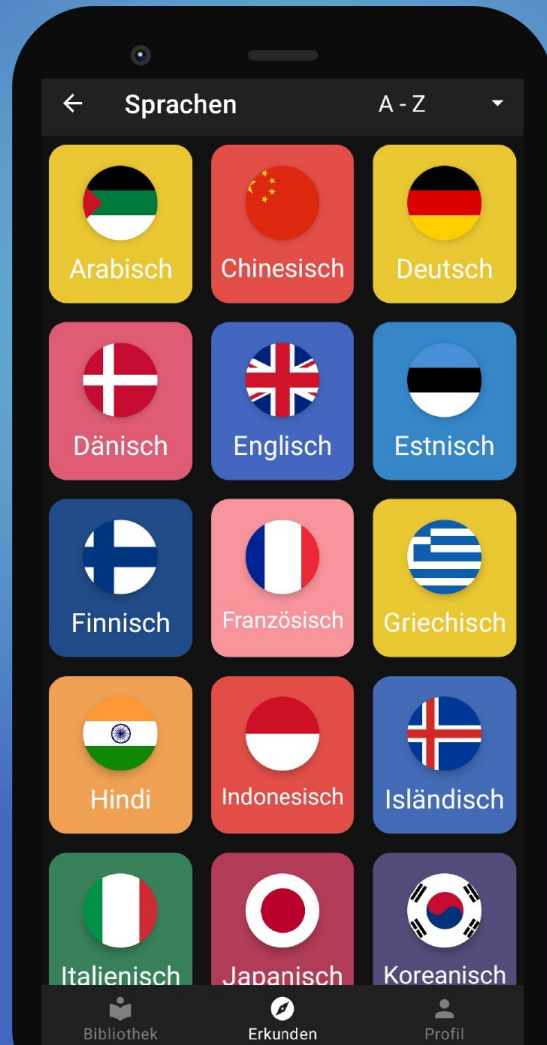 Sprachen A - Z
Arabisch Chinesisch Deutsch
Dänisch Englisch Estnisch
Finnisch Französisch Griechisch
Hindi Indonesisch Isländisch
Italienisch Japanisch Koreanisch
Bibliothek Erkunden Profil